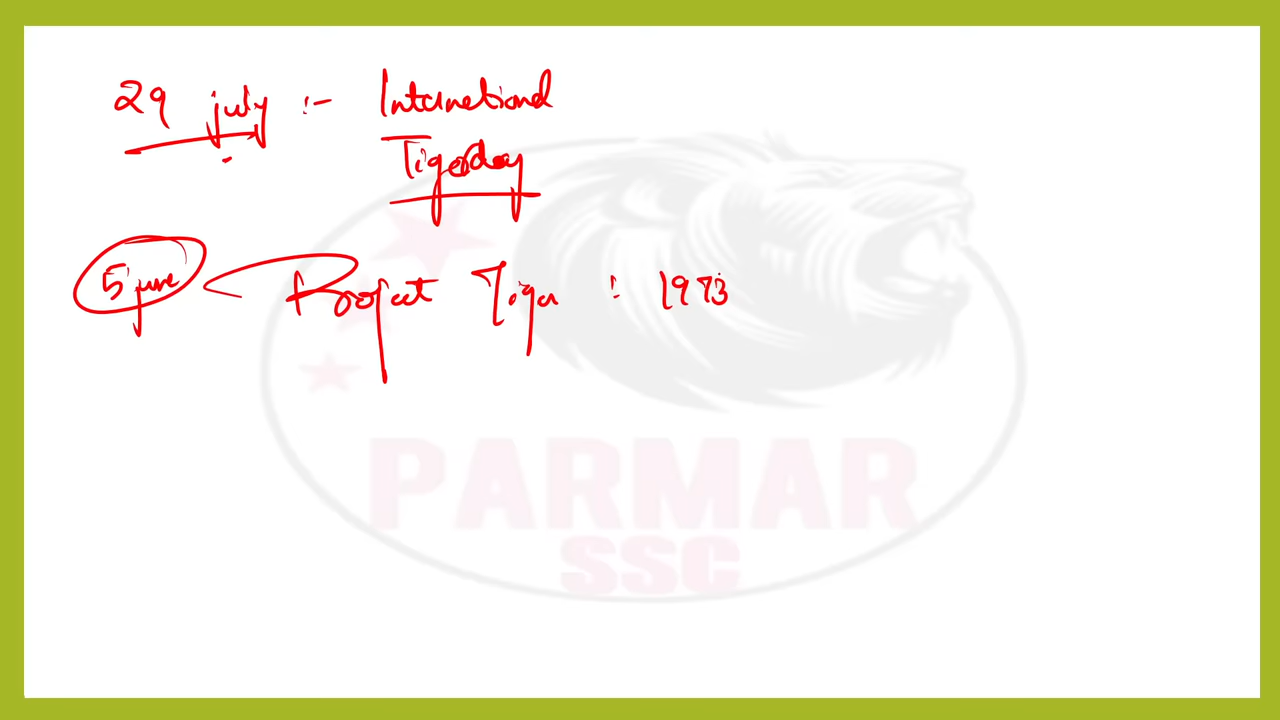 29 july :- International
Tiger day
5 june Project Tiger : 1973
PARMAR
SSC